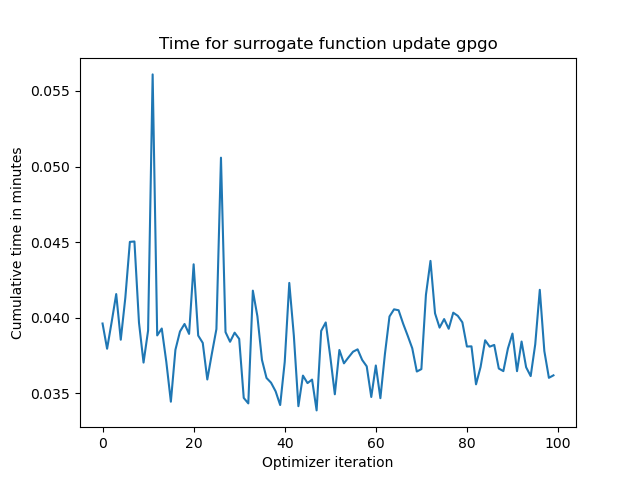 Time for surrogate function update gpgo
Cumulative time in minutes
0.055
0.050
0.045
0.040
0.035
0 20 40 60 80 100
Optimizer iteration